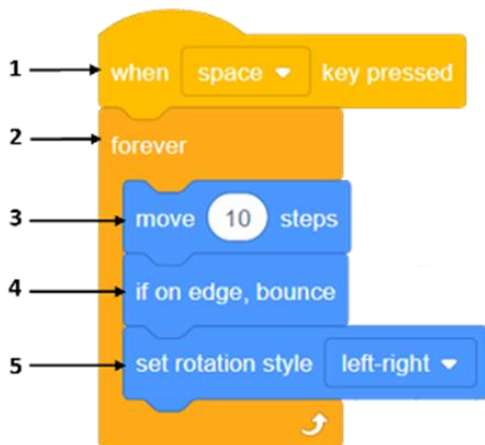 1 when space key pressed
2 forever
3 move 10 steps
4 if on edge, bounce
5 set rotation style left-right